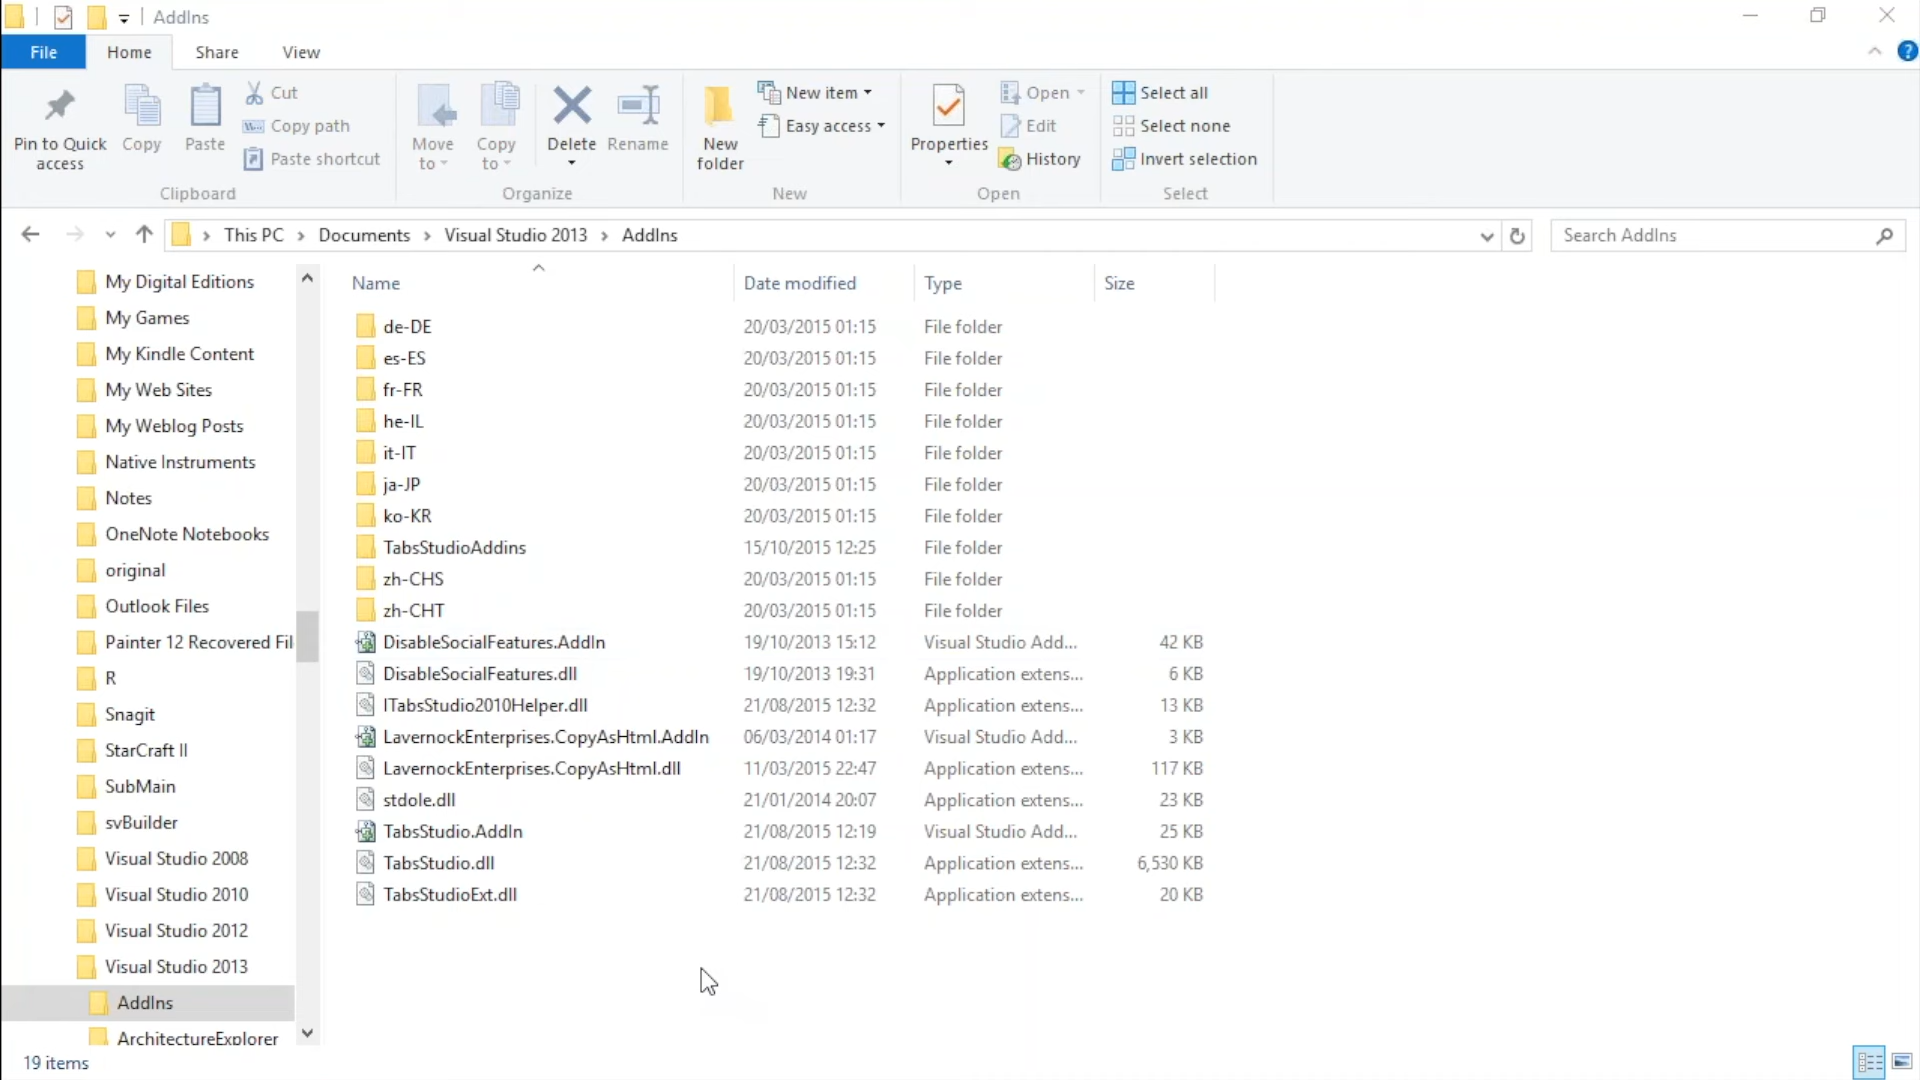 AddIns
File
Home
Share
View
Pin to Quick access
Copy
Paste
Cut
Copy path
Paste shortcut
Clipboard
Move to
Copy to
Delete
Rename
Organize
New folder
New item
Easy access
New
Properties
Open
Edit
History
Open
Select all
Select none
Invert selection
Select
This PC > Documents > Visual Studio 2013 > AddIns
Search AddIns
My Digital Editions
My Games
My Kindle Content
My Web Sites
My Weblog Posts
Native Instruments
Notes
OneNote Notebooks
original
Outlook Files
Painter 12 Recovered Fil
R
Snagit
StarCraft II
SubMain
svBuilder
Visual Studio 2008
Visual Studio 2010
Visual Studio 2012
Visual Studio 2013
AddIns
ArchitectureExplorer
Name Date modified Type Size
de-DE 20/03/2015 01:15 File folder
es-ES 20/03/2015 01:15 File folder
fr-FR 20/03/2015 01:15 File folder
he-IL 20/03/2015 01:15 File folder
it-IT 20/03/2015 01:15 File folder
ja-JP 20/03/2015 01:15 File folder
ko-KR 20/03/2015 01:15 File folder
TabsStudioAddins 15/10/2015 12:25 File folder
zh-CHS 20/03/2015 01:15 File folder
zh-CHT 20/03/2015 01:15 File folder
DisableSocialFeatures.AddIn 19/10/2013 15:12 Visual Studio Add... 42 KB
DisableSocialFeatures.dll 19/10/2013 19:31 Application extens... 6 KB
ITabsStudio2010Helper.dll 21/08/2015 12:32 Application extens... 13 KB
LavernockEnterprises.CopyAsHtml.AddIn 06/03/2014 01:17 Visual Studio Add... 3 KB
LavernockEnterprises.CopyAsHtml.dll 11/03/2015 22:47 Application extens... 117 KB
stdole.dll 21/01/2014 20:07 Application extens... 23 KB
TabsStudio.AddIn 21/08/2015 12:19 Visual Studio Add... 25 KB
TabsStudio.dll 21/08/2015 12:32 Application extens... 6,530 KB
TabsStudioExt.dll 21/08/2015 12:32 Application extens... 20 KB
19 items